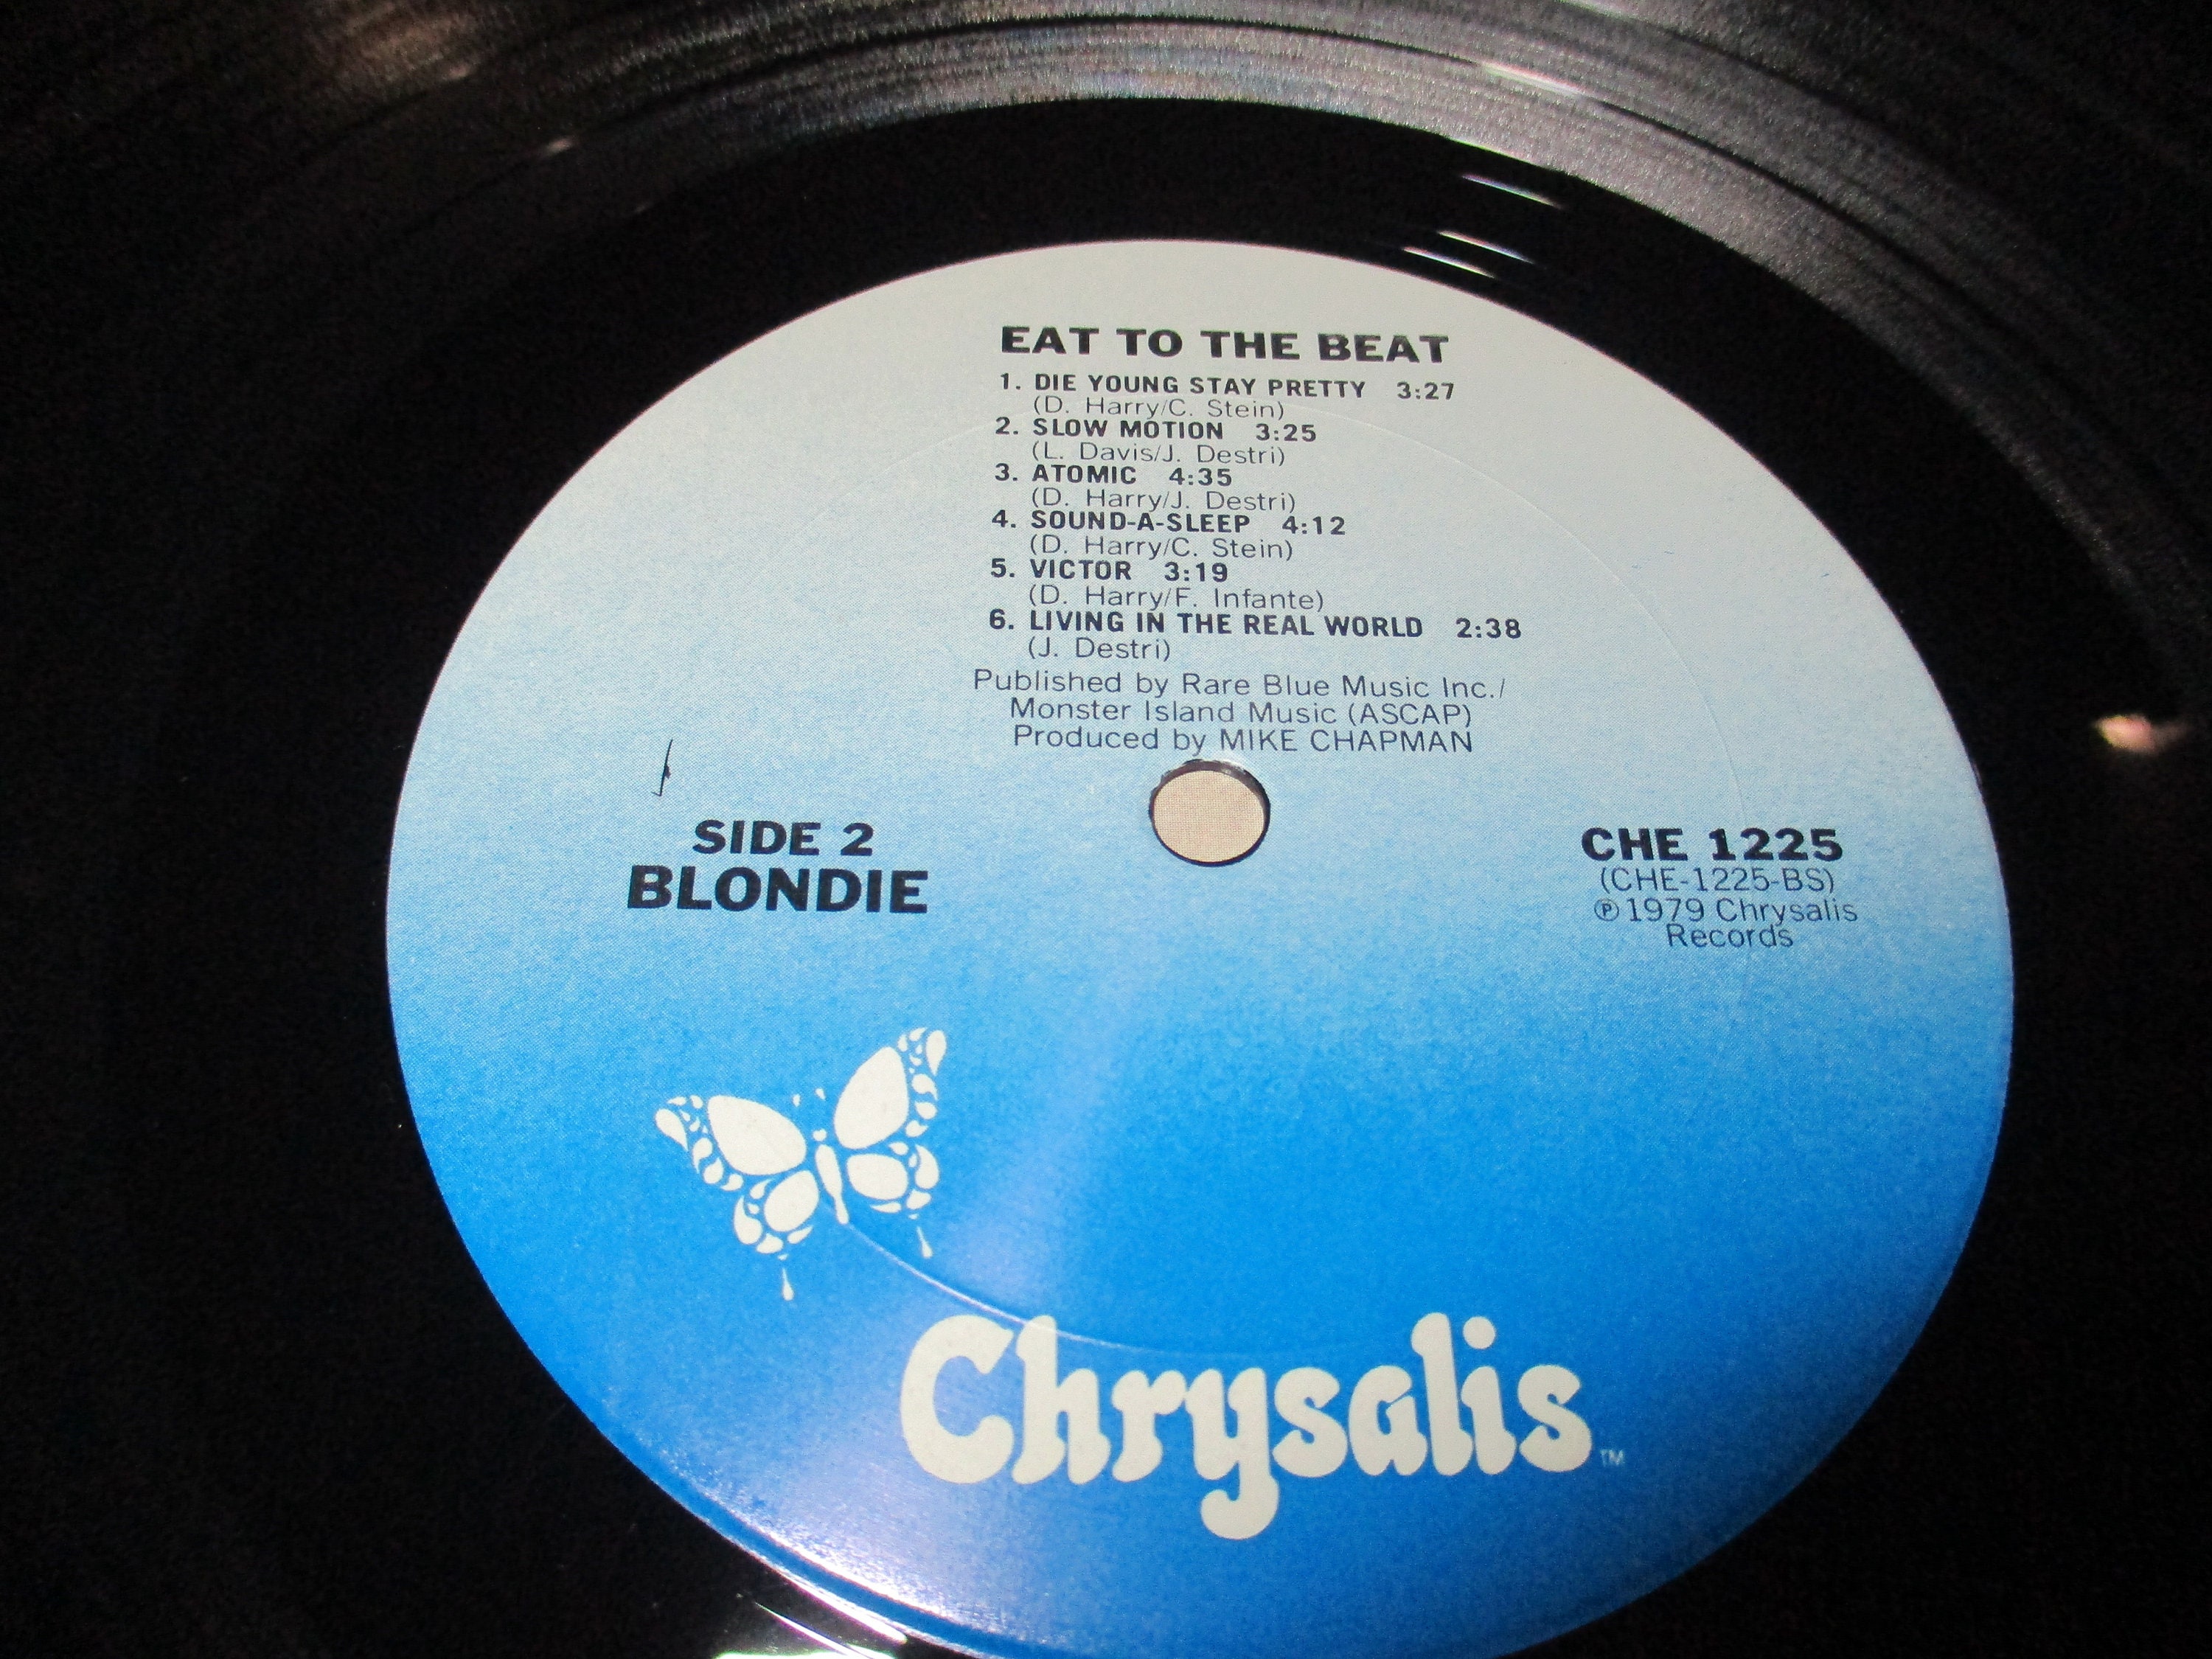 EAT TO THE BEAT
1. DIE YOUNG STAY PRETTY 3:27
(D. Harry/C. Stein)
2. SLOW MOTION 3:25
(L. Davis/J. Destri)
3. ATOMIC 4:35
(D. Harry/J. Destri)
4. SOUND-A-SLEEP 4:12
(D. Harry/C. Stein)
5. VICTOR 3:19
(D. Harry/F. Infante)
6. LIVING IN THE REAL WORLD 2:38
(J. Destri)
Published by Rare Blue Music Inc./
Monster Island Music (ASCAP)
Produced by MIKE CHAPMAN
SIDE 2
BLONDIE
CHE 1225
(CHE-1225-BS)
℗1979 Chrysalis
Records
Chrysalis TM